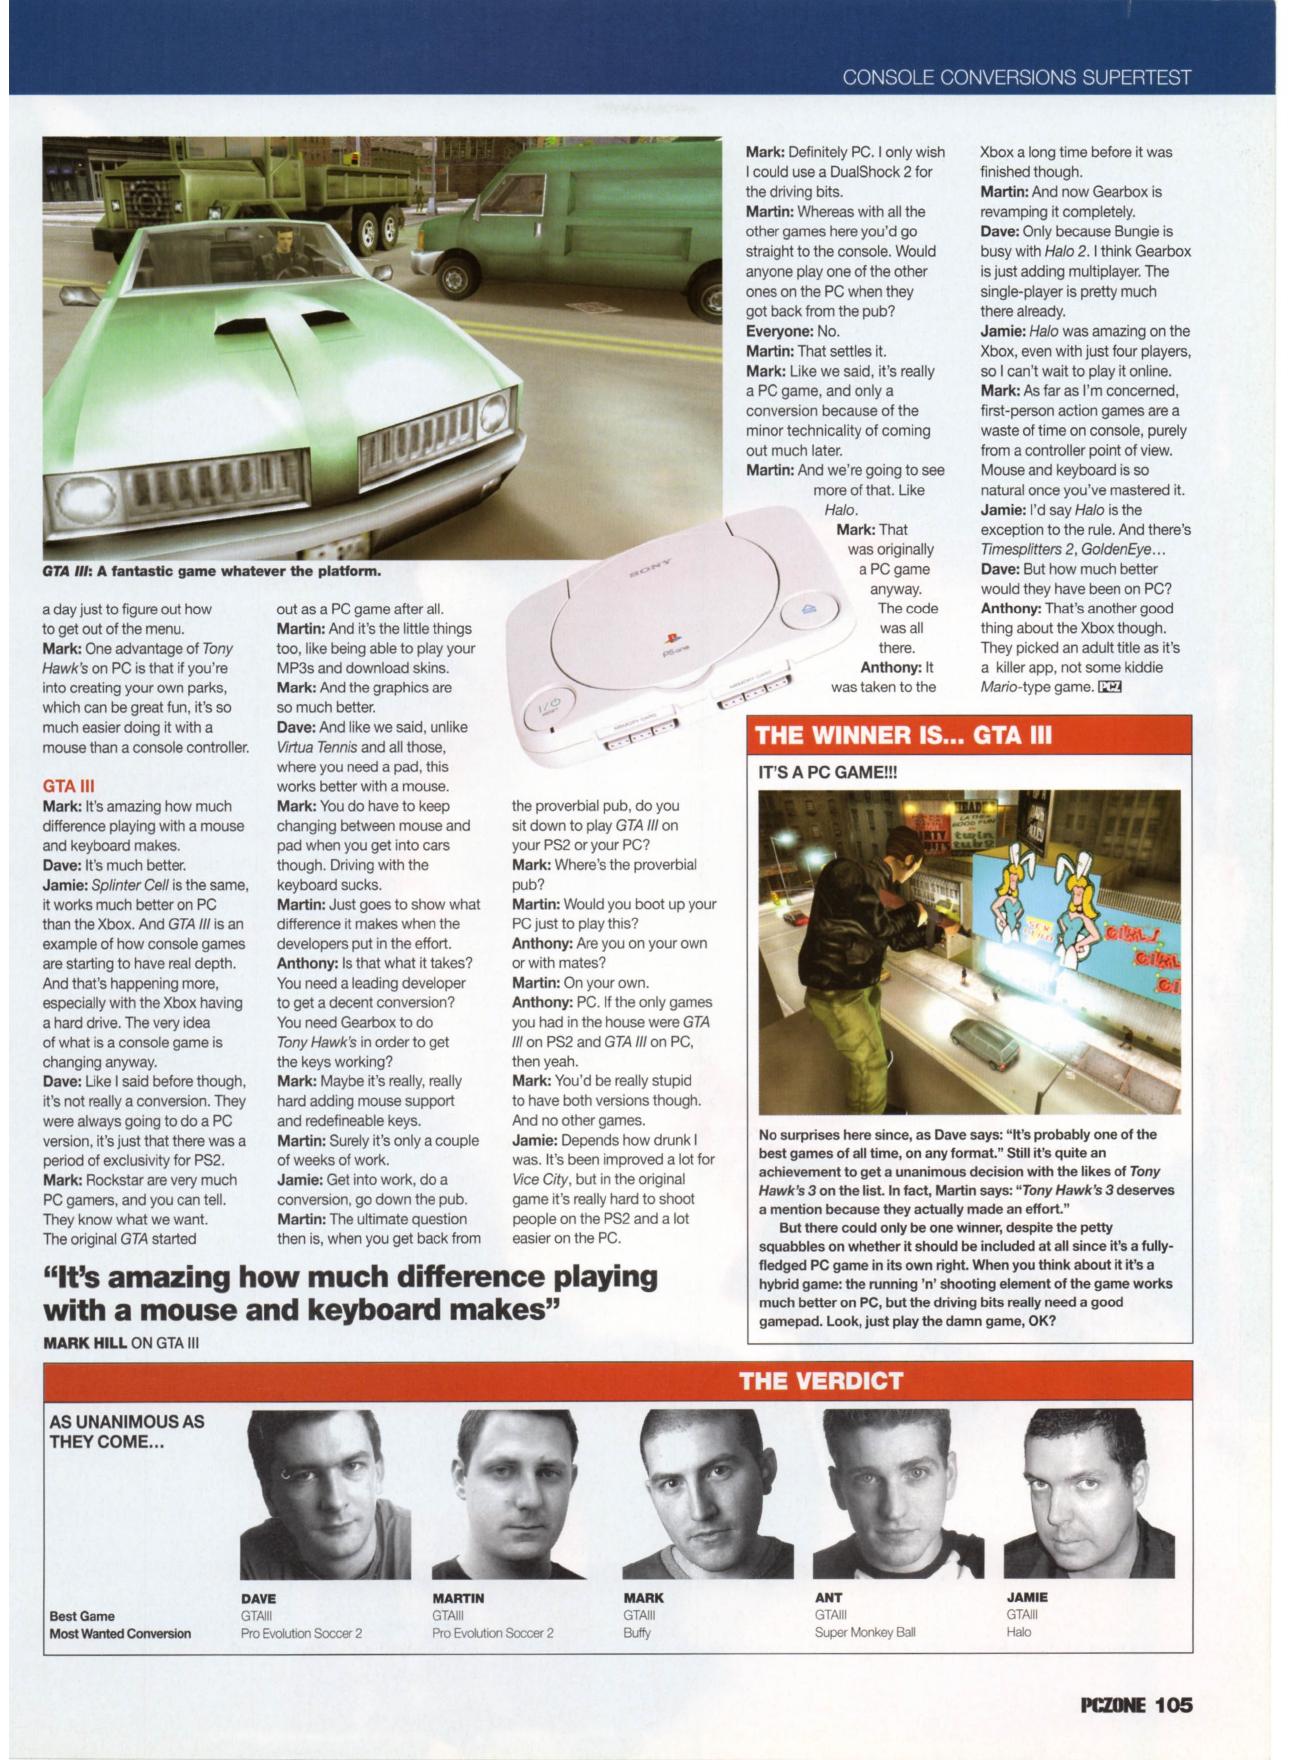 CONSOLE CONVERSIONS SUPERTEST
GTA III: A fantastic game whatever the platform.
a day just to figure out how
to get out of the menu.
Mark: One advantage of Tony
Hawk's on PC is that if you're
into creating your own parks,
which can be great fun, it's so
much easier doing it with a
mouse than a console controller.
GTA III
Mark: It's amazing how much
difference playing with a mouse
and keyboard makes.
Dave: It's much better.
Jamie: Splinter Cell is the same,
it works much better on PC
than the Xbox. And GTA III is an
example of how console games
are starting to have real depth.
And that's happening more,
especially with the Xbox having
a hard drive. The very idea
of what is a console game is
changing anyway.
Dave: Like I said before though,
it's not really a conversion. They
were always going to do a PC
version, it's just that there was a
period of exclusivity for PS2.
Mark: Rockstar are very much
PC gamers, and you can tell.
They know what we want.
The original GTA started
out as a PC game after all.
Martin: And it's the little things
too, like being able to play your
MP3s and download skins.
Mark: And the graphics are
so much better.
Dave: And like we said, unlike
Virtua Tennis and all those,
where you need a pad, this
works better with a mouse.
Mark: You do have to keep
changing between mouse and
pad when you get into cars
though. Driving with the
keyboard sucks.
Martin: Just goes to show what
difference it makes when the
developers put in the effort.
Anthony: Is that what it takes?
You need a leading developer
to get a decent conversion?
You need Gearbox to do
Tony Hawk's in order to get
the keys working?
Mark: Maybe it's really, really
hard adding mouse support
and redefineable keys.
Martin: Surely it's only a couple
of weeks of work.
Jamie: Get into work, do a
conversion, go down the pub.
Martin: The ultimate question
then is, when you get back from
SONY
PS one
MEMORY CARD
MEMORY CARD
the proverbial pub, do you
sit down to play GTA III on
your PS2 or your PC?
Mark: Where's the proverbial
pub?
Martin: Would you boot up your
PC just to play this?
Anthony: Are you on your own
or with mates?
Martin: On your own.
Anthony: PC. If the only games
you had in the house were GTA
III on PS2 and GTA III on PC,
then yeah.
Mark: You'd be really stupid
to have both versions though.
And no other games.
Jamie: Depends how drunk I
was. It's been improved a lot for
Vice City, but in the original
game it's really hard to shoot
people on the PS2 and a lot
easier on the PC.
Mark: Definitely PC. I only wish
I could use a DualShock 2 for
the driving bits.
Martin: Whereas with all the
other games here you'd go
straight to the console. Would
anyone play one of the other
ones on the PC when they
got back from the pub?
Everyone: No.
Martin: That settles it.
Mark: Like we said, it's really
a PC game, and only a
conversion because of the
minor technicality of coming
out much later.
Martin: And we're going to see
more of that. Like
Halo.
Mark: That
was originally
a PC game
anyway.
The code
was all
there.
Anthony: It
was taken to the
Xbox a long time before it was
finished though.
Martin: And now Gearbox is
revamping it completely.
Dave: Only because Bungie is
busy with Halo 2. I think Gearbox
is just adding multiplayer. The
single-player is pretty much
there already.
Jamie: Halo was amazing on the
Xbox, even with just four players,
so I can't wait to play it online.
Mark: As far as I'm concerned,
first-person action games are a
waste of time on console, purely
from a controller point of view.
Mouse and keyboard is so
natural once you've mastered it.
Jamie: I'd say Halo is the
exception to the rule. And there's
Timesplitters 2, GoldenEye...
Dave: But how much better
would they have been on PC?
Anthony: That's another good
thing about the Xbox though.
They picked an adult title as it's
a killer app, not some kiddie
Mario-type game. PCZ
"It's amazing how much difference playing
with a mouse and keyboard makes"
MARK HILL ON GTA III
THE WINNER IS... GTA III
IT'S A PC GAME!!!
GIRLS
GIRL
No surprises here since, as Dave says: "It's probably one of the
best games of all time, on any format." Still it's quite an
achievement to get a unanimous decision with the likes of Tony
Hawk's 3 on the list. In fact, Martin says: "Tony Hawk's 3 deserves
a mention because they actually made an effort."
But there could only be one winner, despite the petty
squabbles on whether it should be included at all since it's a fully-
fledged PC game in its own right. When you think about it it's a
hybrid game: the running 'n' shooting element of the game works
much better on PC, but the driving bits really need a good
gamepad. Look, just play the damn game, OK?
THE VERDICT
AS UNANIMOUS AS
THEY COME...
Best Game
Most Wanted Conversion
DAVE
GTAIII
Pro Evolution Soccer 2
MARTIN
GTAIII
Pro Evolution Soccer 2
MARK
GTAIII
Buffy
ANT
GTAIII
Super Monkey Ball
JAMIE
GTAIII
Halo
PCZONE 105